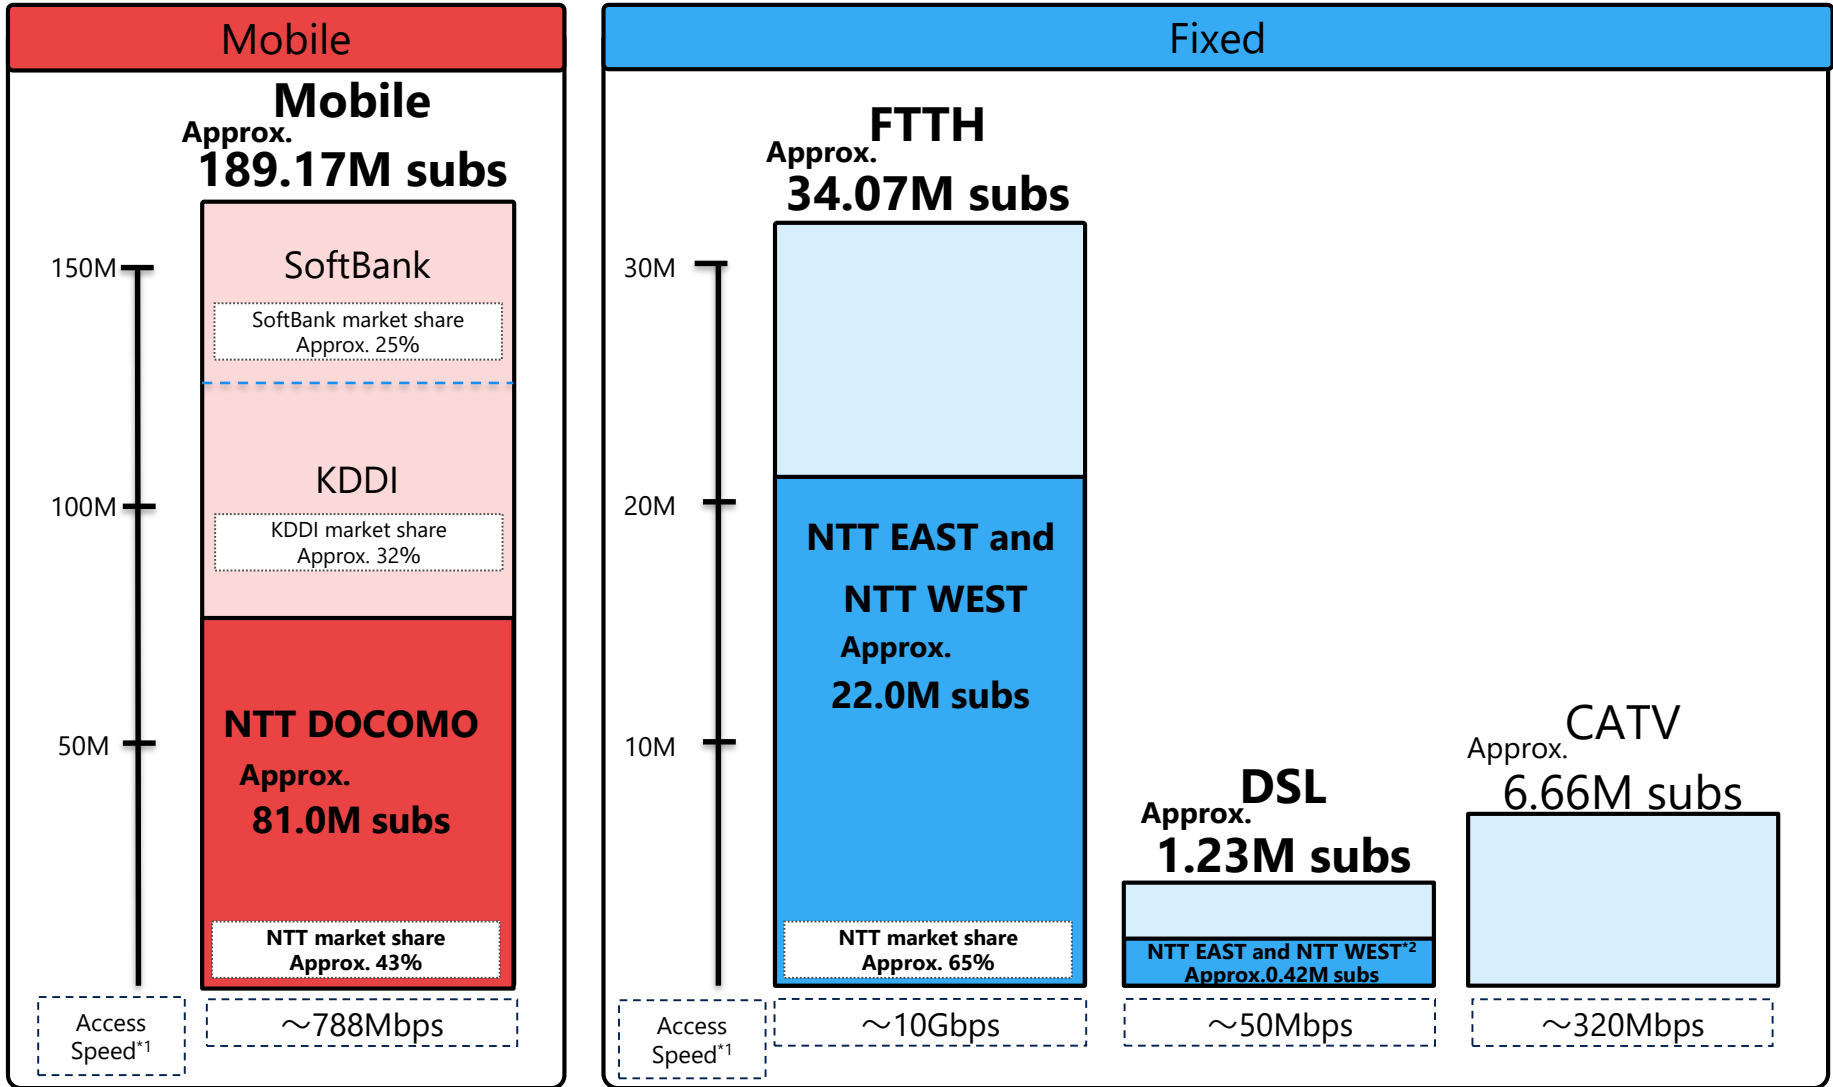 Mobile
Mobile
Approx.
189.17M subs
150M
100M
50M
SoftBank
SoftBank market share
Approx. 25%
KDDI
KDDI market share
Approx. 32%
NTT DOCOMO
Approx.
81.0M subs
NTT market share
Approx. 43%
Access
Speed*1
～788Mbps
Fixed
FTTH
Approx.
34.07M subs
30M
20M
10M
NTT EAST and
NTT WEST
Approx.
22.0M subs
NTT market share
Approx. 65%
DSL
Approx.
1.23M subs
NTT EAST and NTT WEST*2
Approx.0.42M subs
CATV
Approx.
6.66M subs
Access
Speed*1
～10Gbps
～50Mbps
～320Mbps